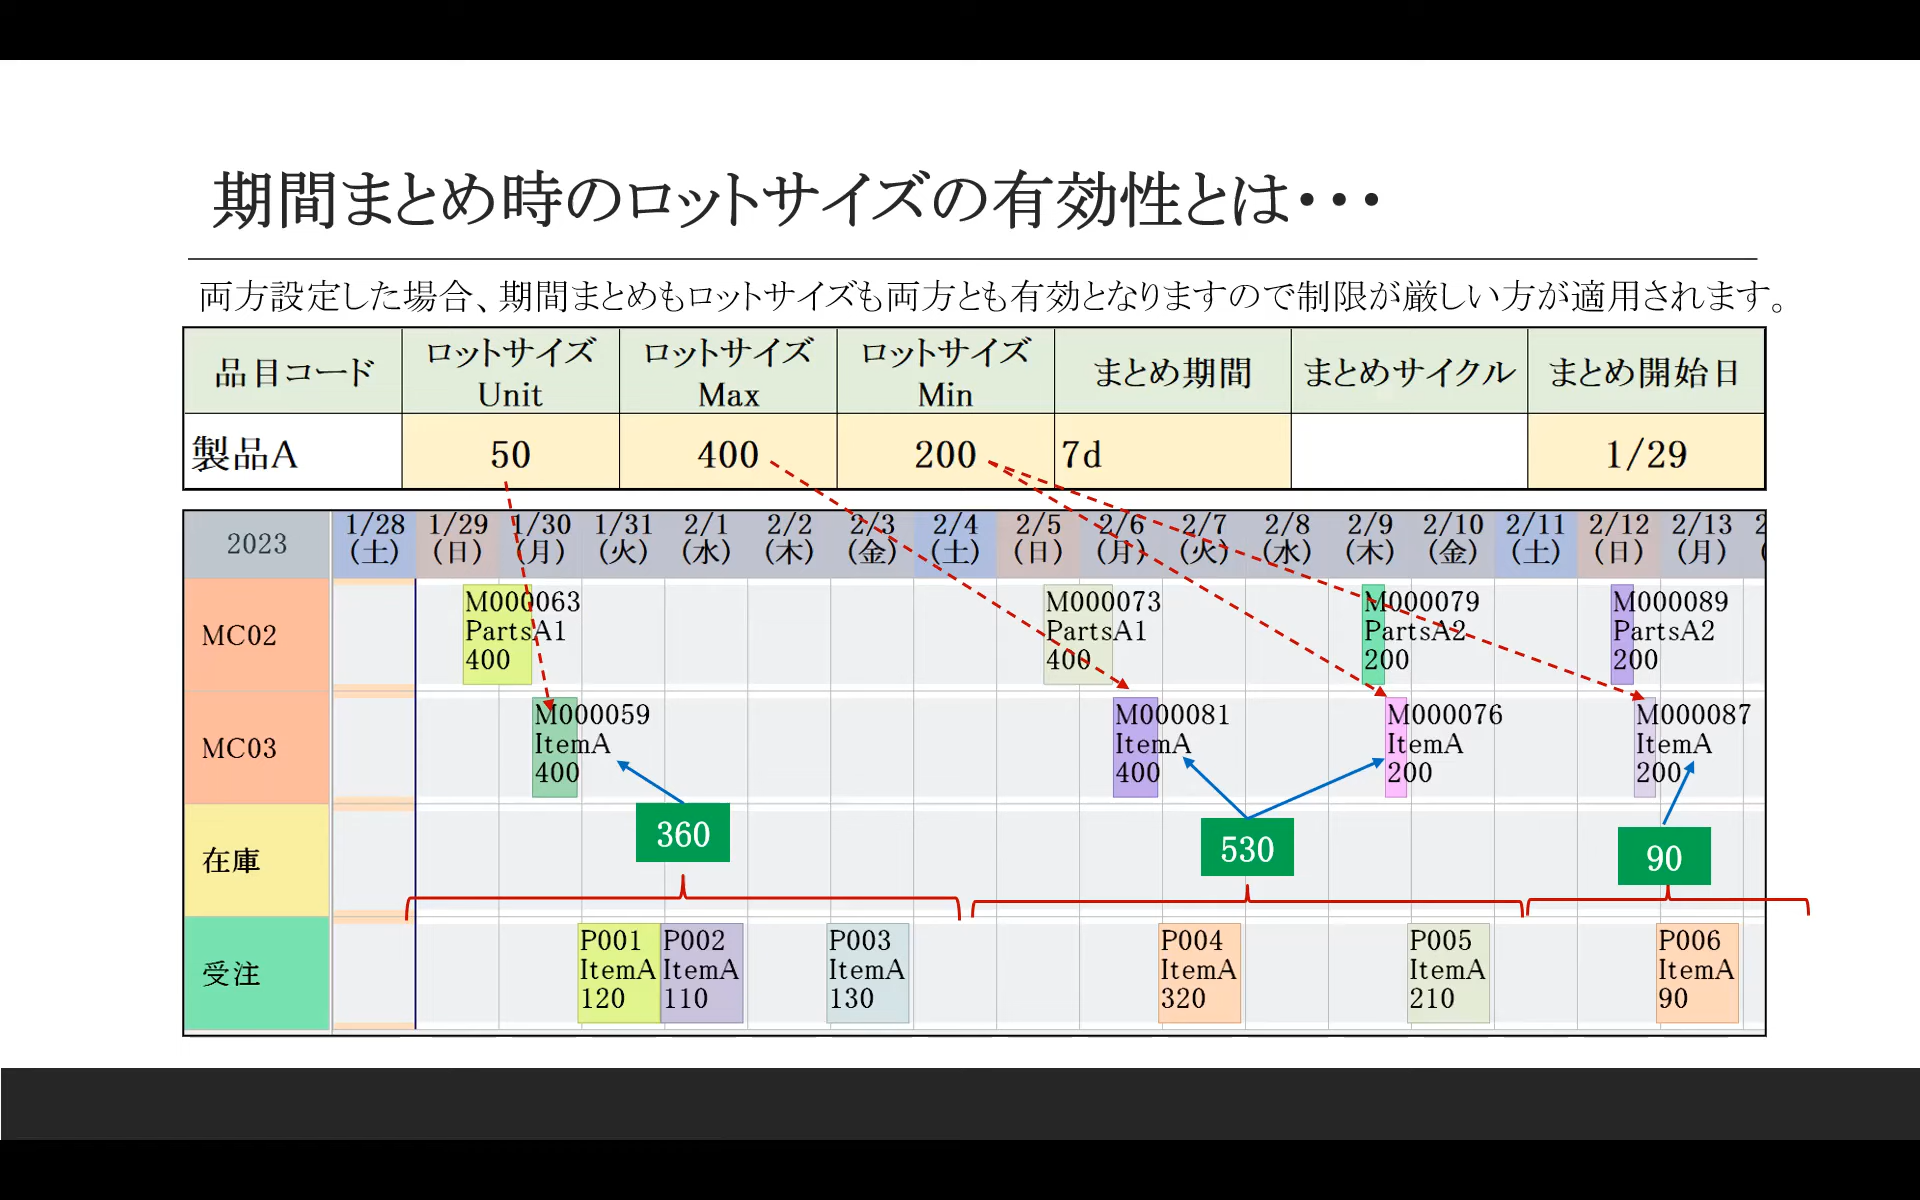 期間まとめ時のロットサイズの有効性とは・・・
両方設定した場合、期間まとめもロットサイズも両方とも有効となりますので制限が厳しい方が適用されます。
品目コード ロットサイズ Unit ロットサイズ Max ロットサイズ Min まとめ期間 まとめサイクル まとめ開始日
製品A 50 400 200 7d 1/29
2023 1/28 1/29 1/30 1/31 2/1 2/2 2/3 2/4 2/5 2/6 2/7 2/8 2/9 2/10 2/11 2/12 2/13 2
(土) (日) (月) (火) (水) (木) (金) (土) (日) (月) (火) (水) (木) (金) (土) (日) (月) (
MC02
M000063 M000073 M000079 M000089
PartsA1 PartsA1 PartsA2 PartsA2
400 400 200 200
MC03
M000059 M000081 M000076 M000087
ItemA ItemA ItemA ItemA
400 400 200 200
在庫
360 530 90
受注
P001 P002 P003 P004 P005 P006
ItemA ItemA ItemA ItemA ItemA ItemA
120 110 130 320 210 90